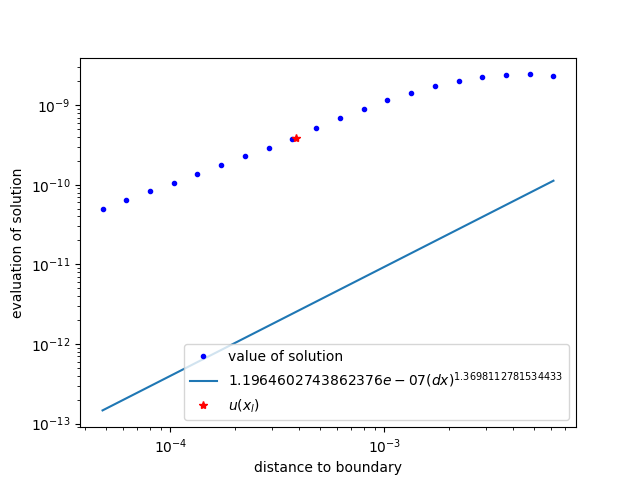 10⁻⁹
10⁻¹⁰
10⁻¹¹
10⁻¹²
10⁻¹³
evaluation of solution
value of solution
1.1964602743862376e − 07(dx)^1.3698112781534433
u(x_l)
10⁻⁴
10⁻³
distance to boundary